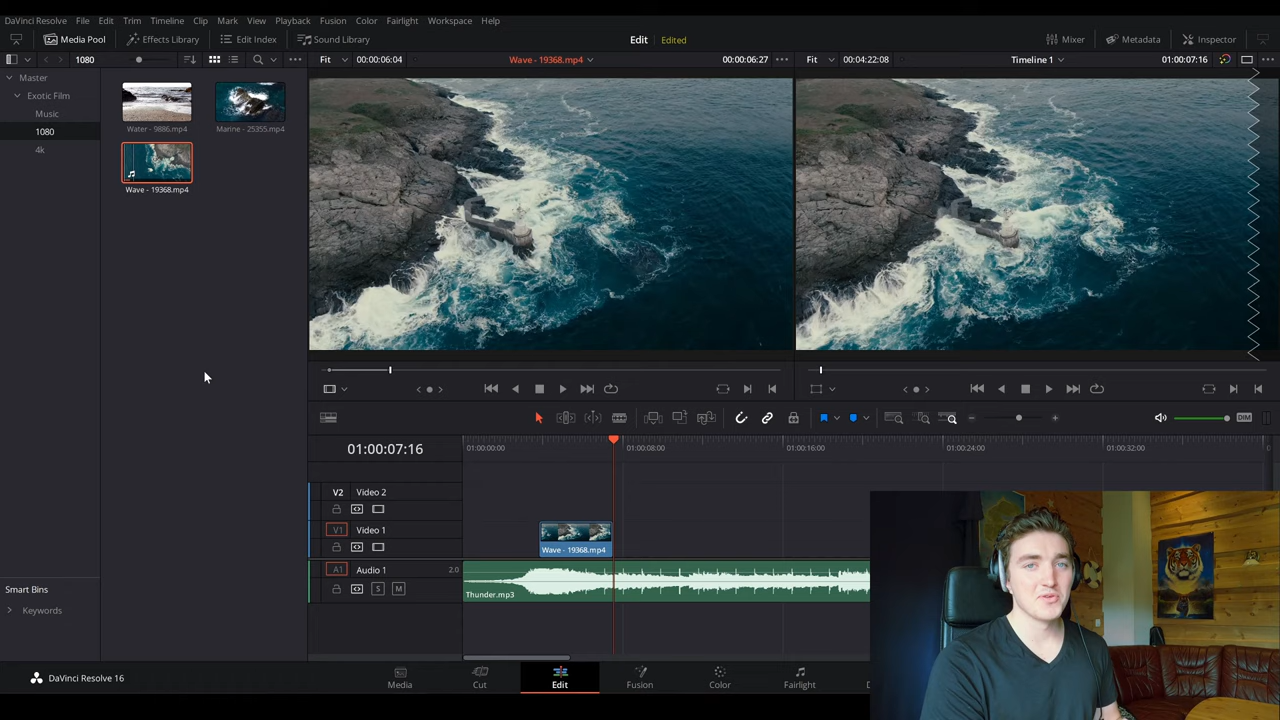 DaVinci Resolve File Edit Trim Timeline Clip Mark View Playback Fusion Color Fairlight Workspace Help
Media Pool Effects Library Edit Index Sound Library Edit Edited Mixer Metadata Inspector
1080 Fit 00:00:06:04 Wave - 19368.mp4 00:00:06:27 Fit 00:04:22:08 Timeline 1 01:00:07:16
Master
Exotic Film
Music
1080
4k
Water - 9886.mp4 Marine - 25355.mp4
Wave - 19368.mp4
DIM
01:00:07:16 01:00:00:00 01:00:08:00 01:00:16:00 01:00:24:00 01:00:32:00
V2 Video 2
V1 Video 1
Wave - 19368.mp4
A1 Audio 1 2.0
S M
Thunder.mp3
Smart Bins
Keywords
DaVinci Resolve 16
Media Cut Edit Fusion Color Fairlight